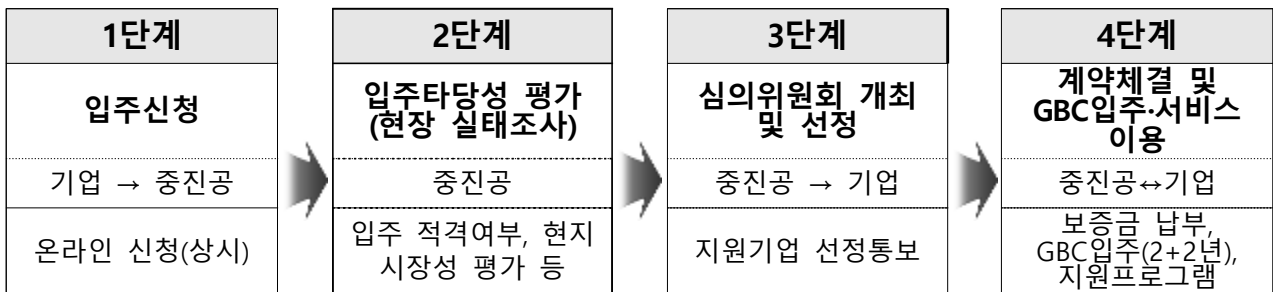 1단계
입주신청
기업 → 중진공
온라인 신청(상시)
2단계
입주타당성 평가
(현장 실태조사)
중진공
입주 적격여부, 현지
시장성 평가 등
3단계
심의위원회 개최
및 선정
중진공 → 기업
지원기업 선정통보
4단계
계약체결 및
GBC입주·서비스
이용
중진공↔기업
보증금 납부,
GBC입주(2+2년),
지원프로그램